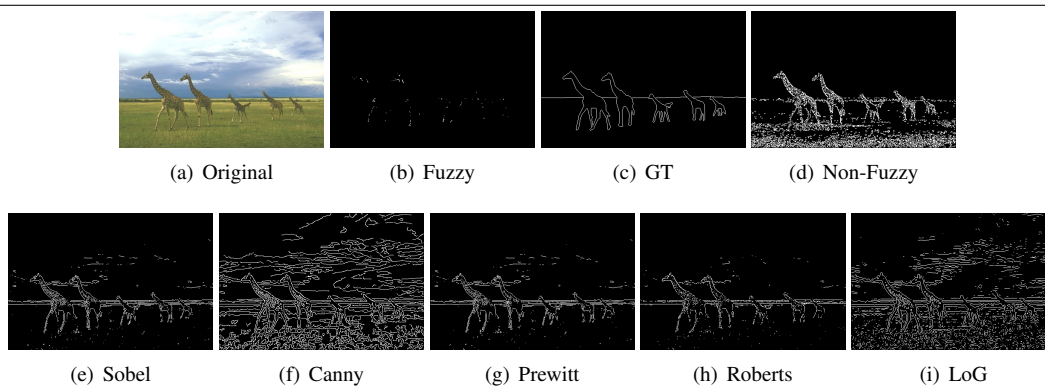 (a) Original (b) Fuzzy (c) GT (d) Non-Fuzzy
(e) Sobel (f) Canny (g) Prewitt (h) Roberts (i) LoG